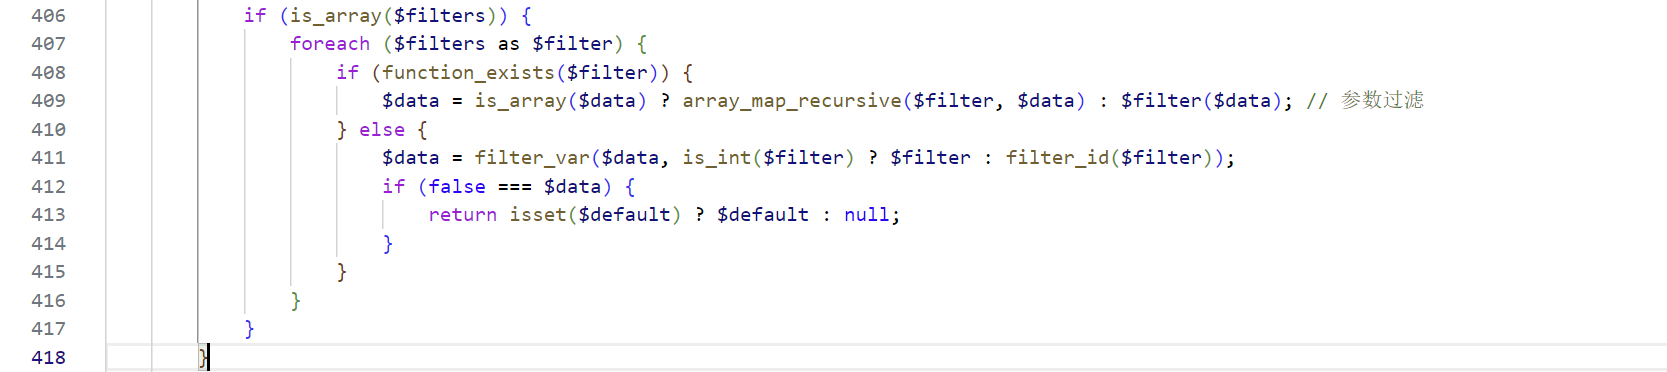 406 if (is_array($filters)) {
407 foreach ($filters as $filter) {
408 if (function_exists($filter)) {
409 $data = is_array($data) ? array_map_recursive($filter, $data) : $filter($data); // 参数过滤
410 } else {
411 $data = filter_var($data, is_int($filter) ? $filter : filter_id($filter));
412 if (false === $data) {
413 return isset($default) ? $default : null;
414 }
415 }
416 }
417 }
418 }